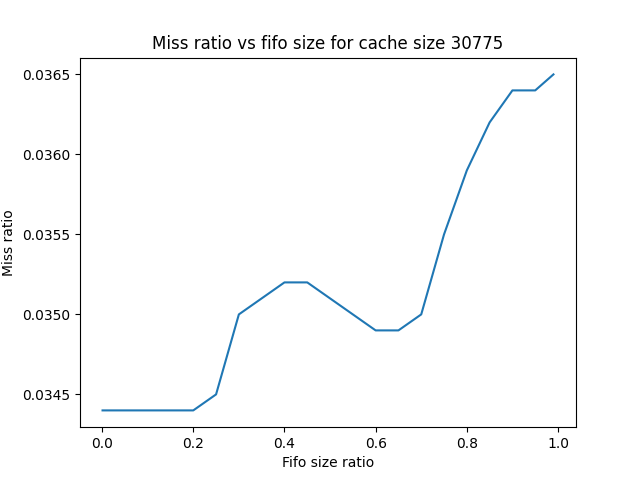 Miss ratio vs fifo size for cache size 30775
Miss ratio
0.0365
0.0360
0.0355
0.0350
0.0345
0.0 0.2 0.4 0.6 0.8 1.0
Fifo size ratio